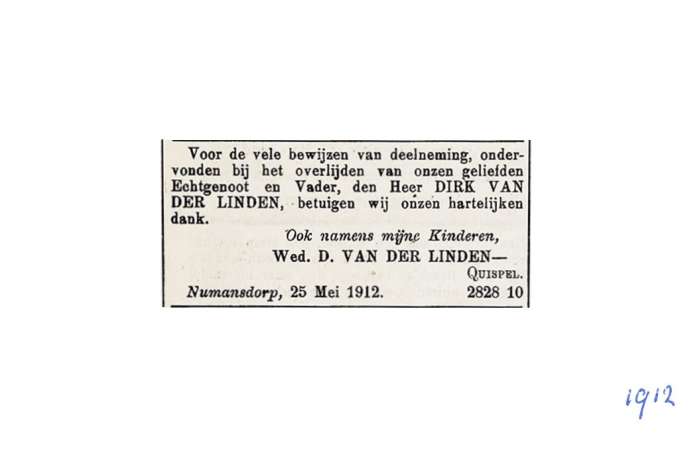 Voor de vele bewijzen van deelneming, onder-
vonden bij het overlijden van onzen geliefden
Echtgenoot en Vader, den Heer DIRK VAN
DER LINDEN, betuigen wij onzen hartelijken
dank.
Ook namens mijne Kinderen,
Wed. D. VAN DER LINDEN—
QUISPEL.
Numansdorp, 25 Mei 1912. 2828 10
1912